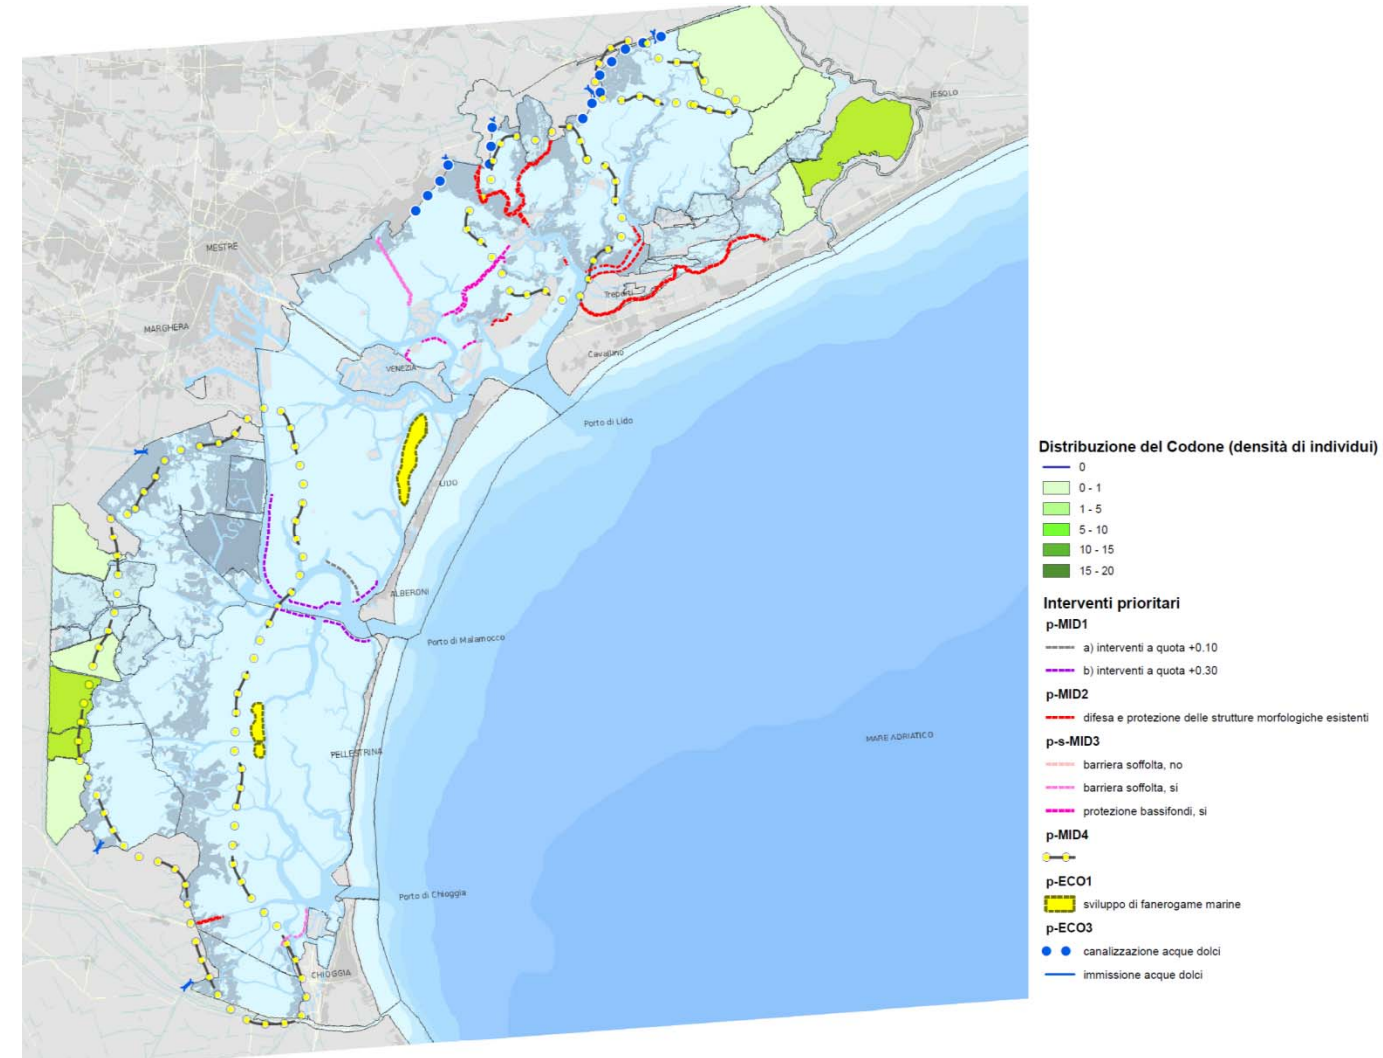 JESOLO
MESTRE
MARGHERA
Treporti
Cavallino
VENEZIA
Porto di Lido
LIDO
ALBERONI
Porto di Malamocco
MARE ADRIATICO
PELLESTRINA
Porto di Chioggia
CHIOGGIA
Distribuzione del Codone (densità di individui)
0
0 - 1
1 - 5
5 - 10
10 - 15
15 - 20
Interventi prioritari
p-MID1
a) interventi a quota +0.10
b) interventi a quota +0.30
p-MID2
difesa e protezione delle strutture morfologiche esistenti
p-s-MID3
barriera soffolta, no
barriera soffolta, si
protezione bassifondi, si
p-MID4
p-ECO1
sviluppo di fanerogame marine
p-ECO3
canalizzazione acque dolci
immissione acque dolci